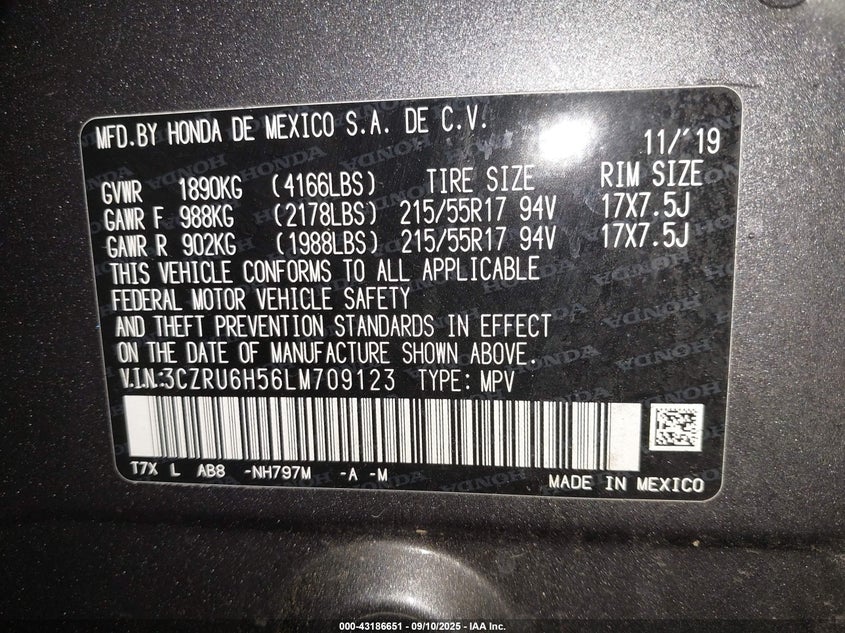 MFD.BY HONDA DE MEXICO S.A. DE C.V.
11/'19
GVWR 1890KG (4166LBS) TIRE SIZE RIM SIZE
GAWR F 988KG (2178LBS) 215/55R17 94V 17X7.5J
GAWR R 902KG (1988LBS) 215/55R17 94V 17X7.5J
THIS VEHICLE CONFORMS TO ALL APPLICABLE
FEDERAL MOTOR VEHICLE SAFETY
AND THEFT PREVENTION STANDARDS IN EFFECT
ON THE DATE OF MANUFACTURE SHOWN ABOVE.
V.I.N:3CZRU6H56LM709123 TYPE: MPV
T7X L AB8 -NH797M -A -M
MADE IN MEXICO
000-43186651 - 09/10/2025 - IAA Inc.